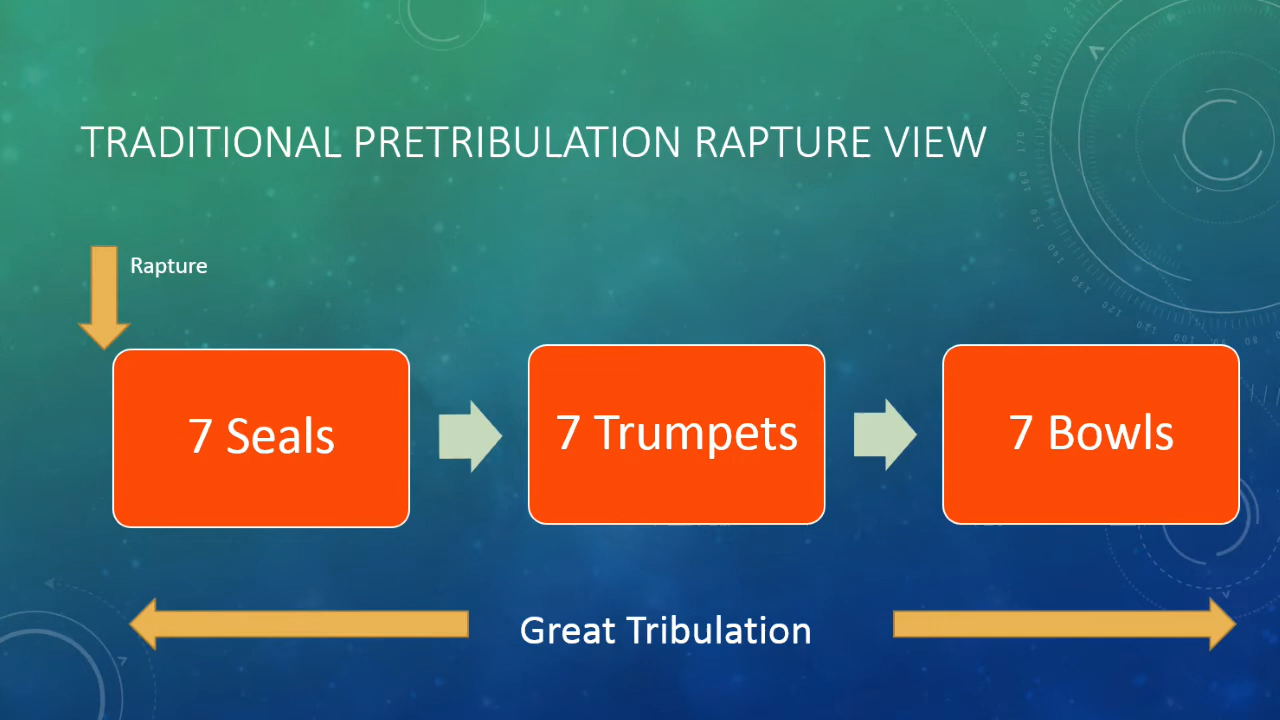 TRADITIONAL PRETRIBULATION RAPTURE VIEW
Rapture
7 Seals
7 Trumpets
7 Bowls
Great Tribulation